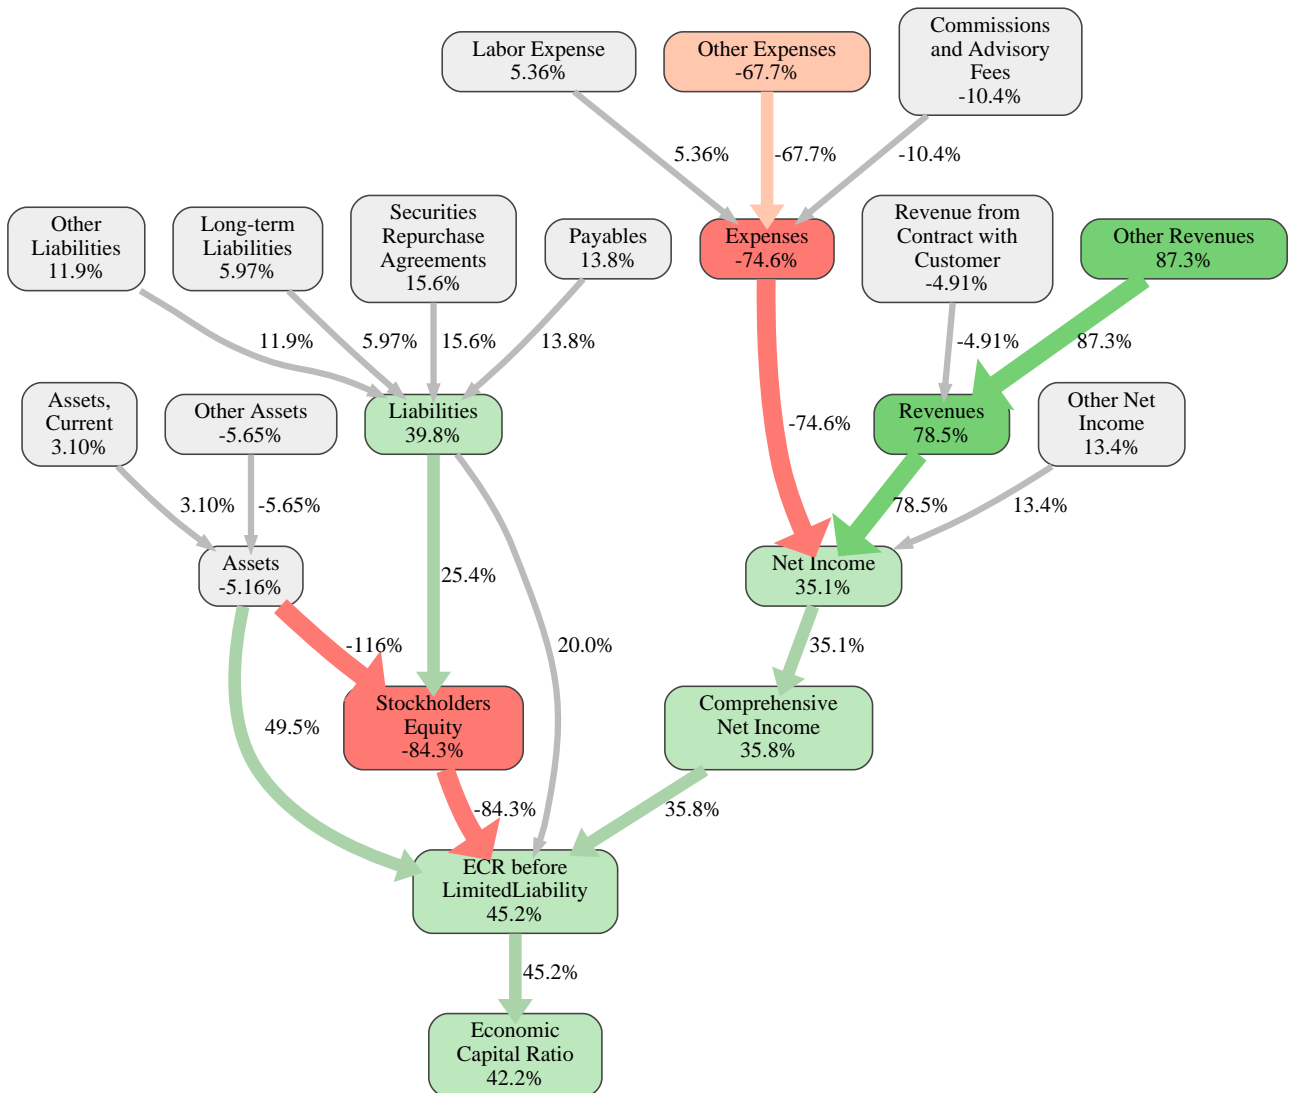 Labor Expense
5.36%
Other Expenses
-67.7%
Commissions
and Advisory
Fees
-10.4%
5.36%
-67.7%
-10.4%
Other
Liabilities
11.9%
Long-term
Liabilities
5.97%
Securities
Repurchase
Agreements
15.6%
Payables
13.8%
Expenses
-74.6%
Revenue from
Contract with
Customer
-4.91%
Other Revenues
87.3%
11.9%
5.97%
15.6%
13.8%
-4.91%
87.3%
Assets,
Current
3.10%
Other Assets
-5.65%
Liabilities
39.8%
-74.6%
Revenues
78.5%
Other Net
Income
13.4%
3.10%
-5.65%
78.5%
13.4%
Assets
-5.16%
25.4%
Net Income
35.1%
-116%
20.0%
35.1%
49.5%
Stockholders
Equity
-84.3%
Comprehensive
Net Income
35.8%
-84.3%
35.8%
ECR before
LimitedLiability
45.2%
45.2%
Economic
Capital Ratio
42.2%